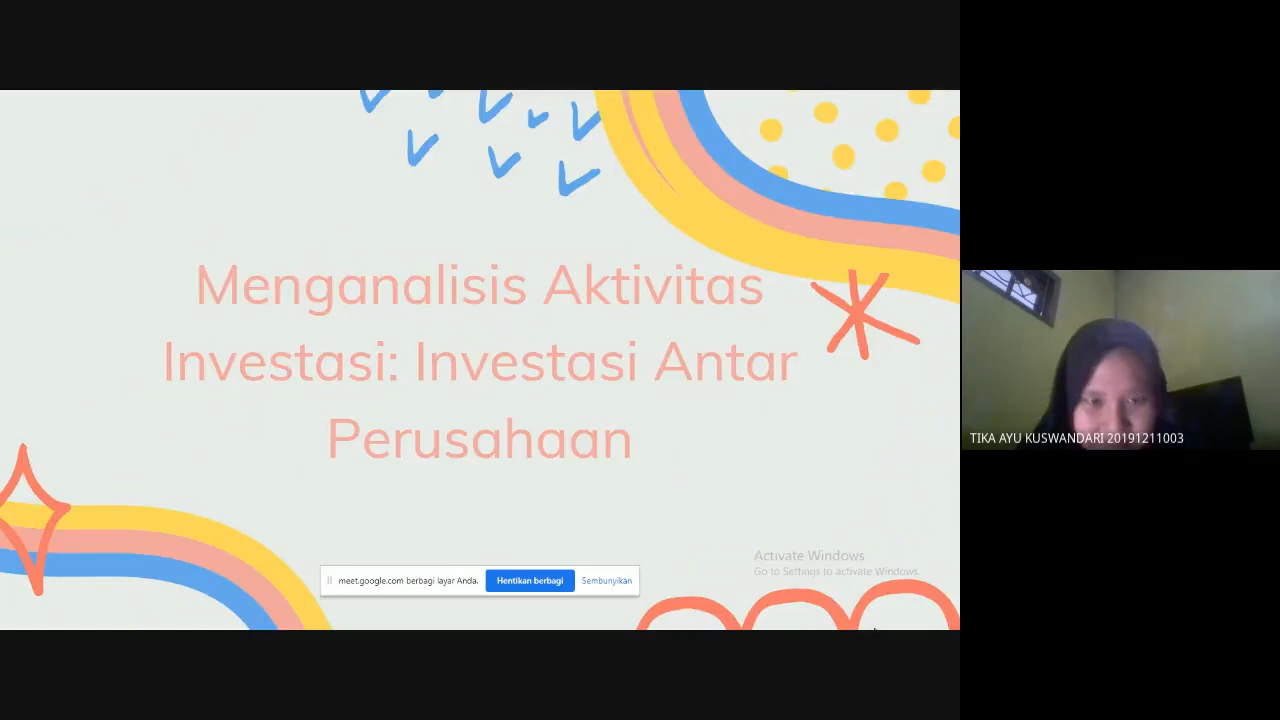 Menganalisis Aktivitas
Investasi: Investasi Antar
Perusahaan
TIKA AYU KUSWANDARI 20191211003
Activate Windows
Go to Settings to activate Windows.
meet.google.com berbagi layar Anda.
Hentikan berbagi
Sembunyikan